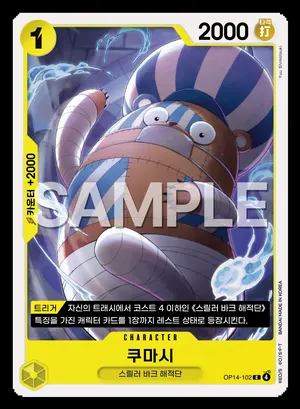 1
2000
타격
打
Yuu Shimotsuki
카운터 +2000
SAMPLE
트리거 자신의 트래시에서 코스트 4 이하인 《스릴러 바크 해적단》
특징을 가진 캐릭터 카드를 1장까지 레스트 상태로 등장시킨다.
CHARACTER
쿠마시
스릴러 바크 해적단
OP14-102 C
BANDAI MADE IN KOREA